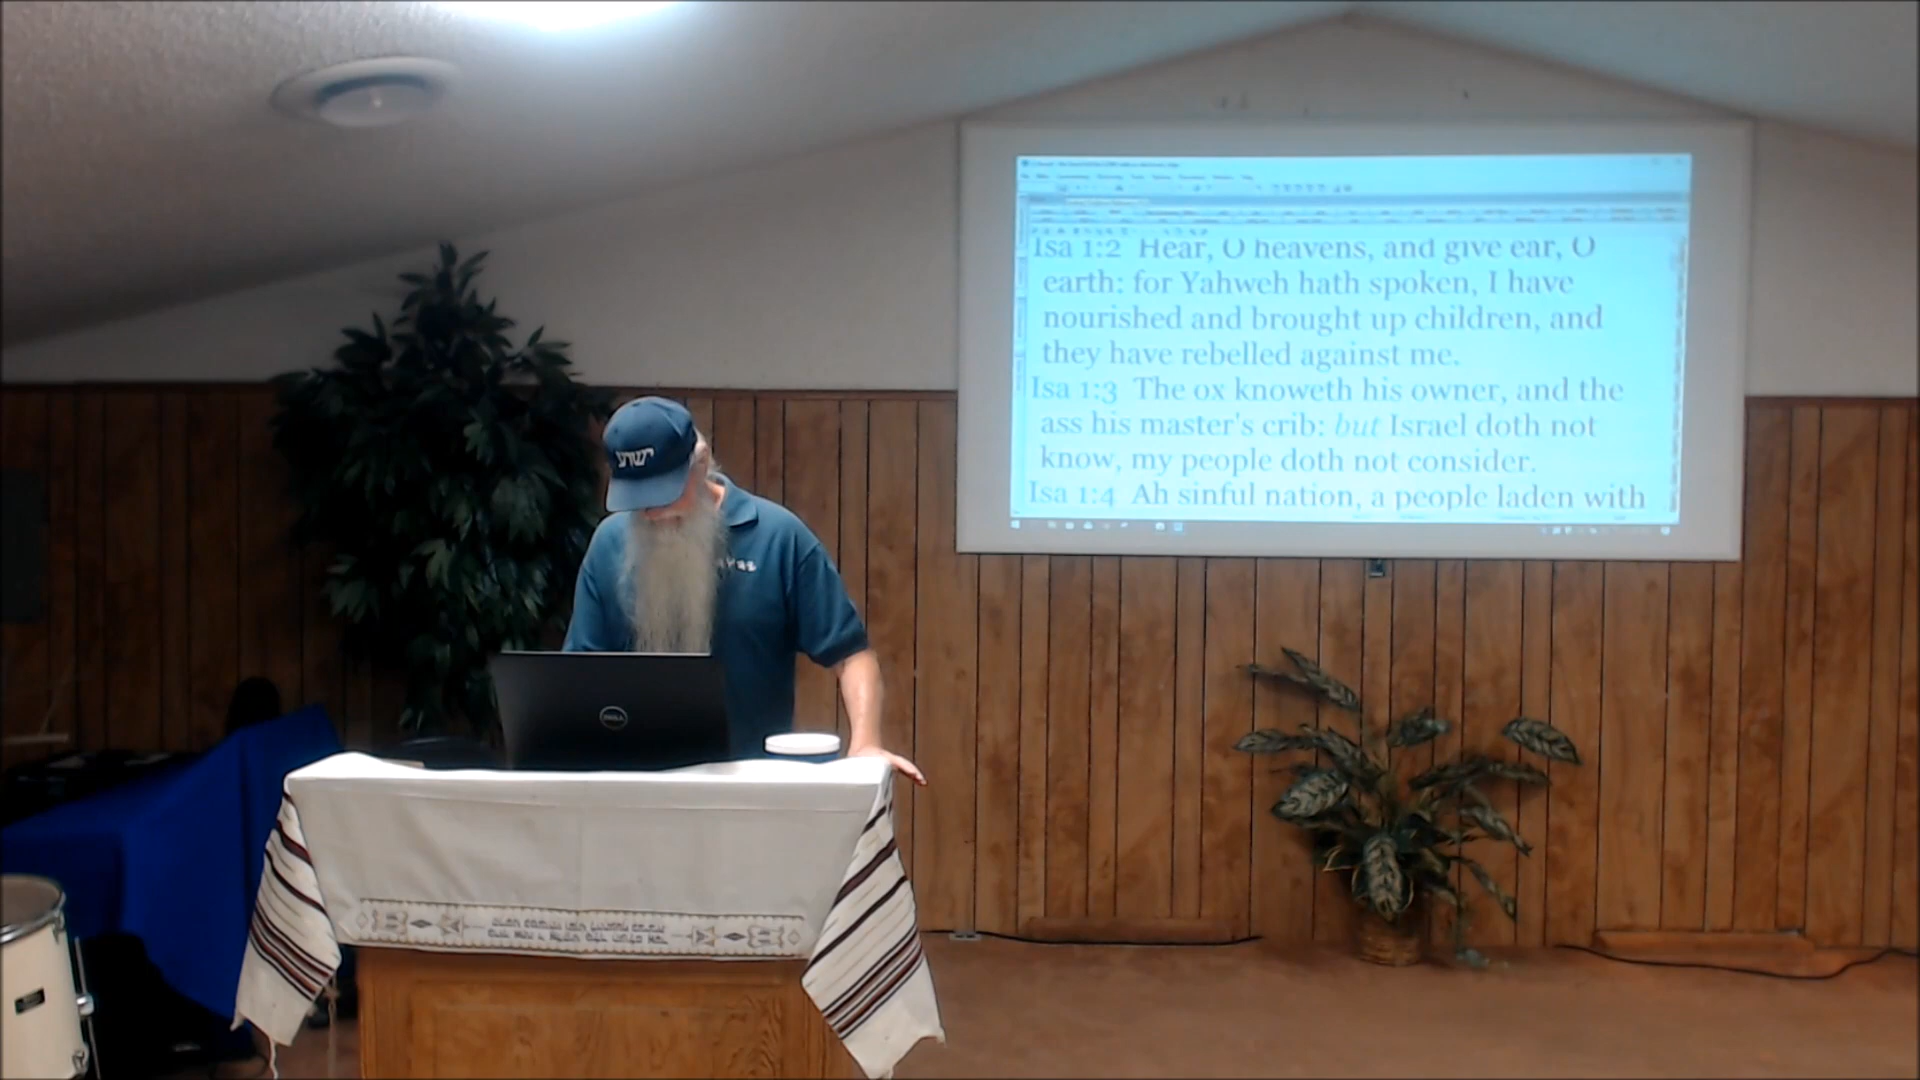 Isa 1:2 Hear, O heavens, and give ear, O
earth: for Yahweh hath spoken, I have
nourished and brought up children, and
they have rebelled against me.
Isa 1:3 The ox knoweth his owner, and the
ass his master's crib: but Israel doth not
know, my people doth not consider.
Isa 1:4 Ah sinful nation, a people laden with
ישוע
DELL